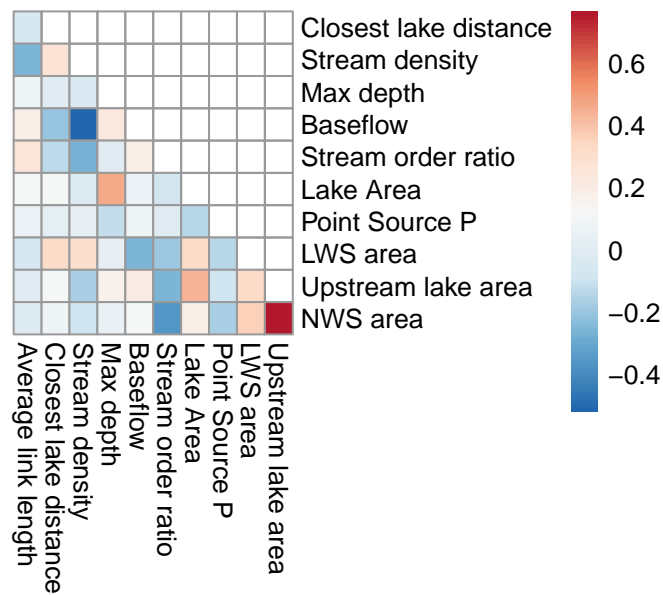 Closest lake distance
Stream density
Max depth
Baseflow
Stream order ratio
Lake Area
Point Source P
LWS area
Upstream lake area
NWS area
0.6
0.4
0.2
0
−0.2
−0.4
Average link length
Closest lake distance
Stream density
Max depth
Baseflow
Stream order ratio
Lake Area
Point Source P
LWS area
Upstream lake area